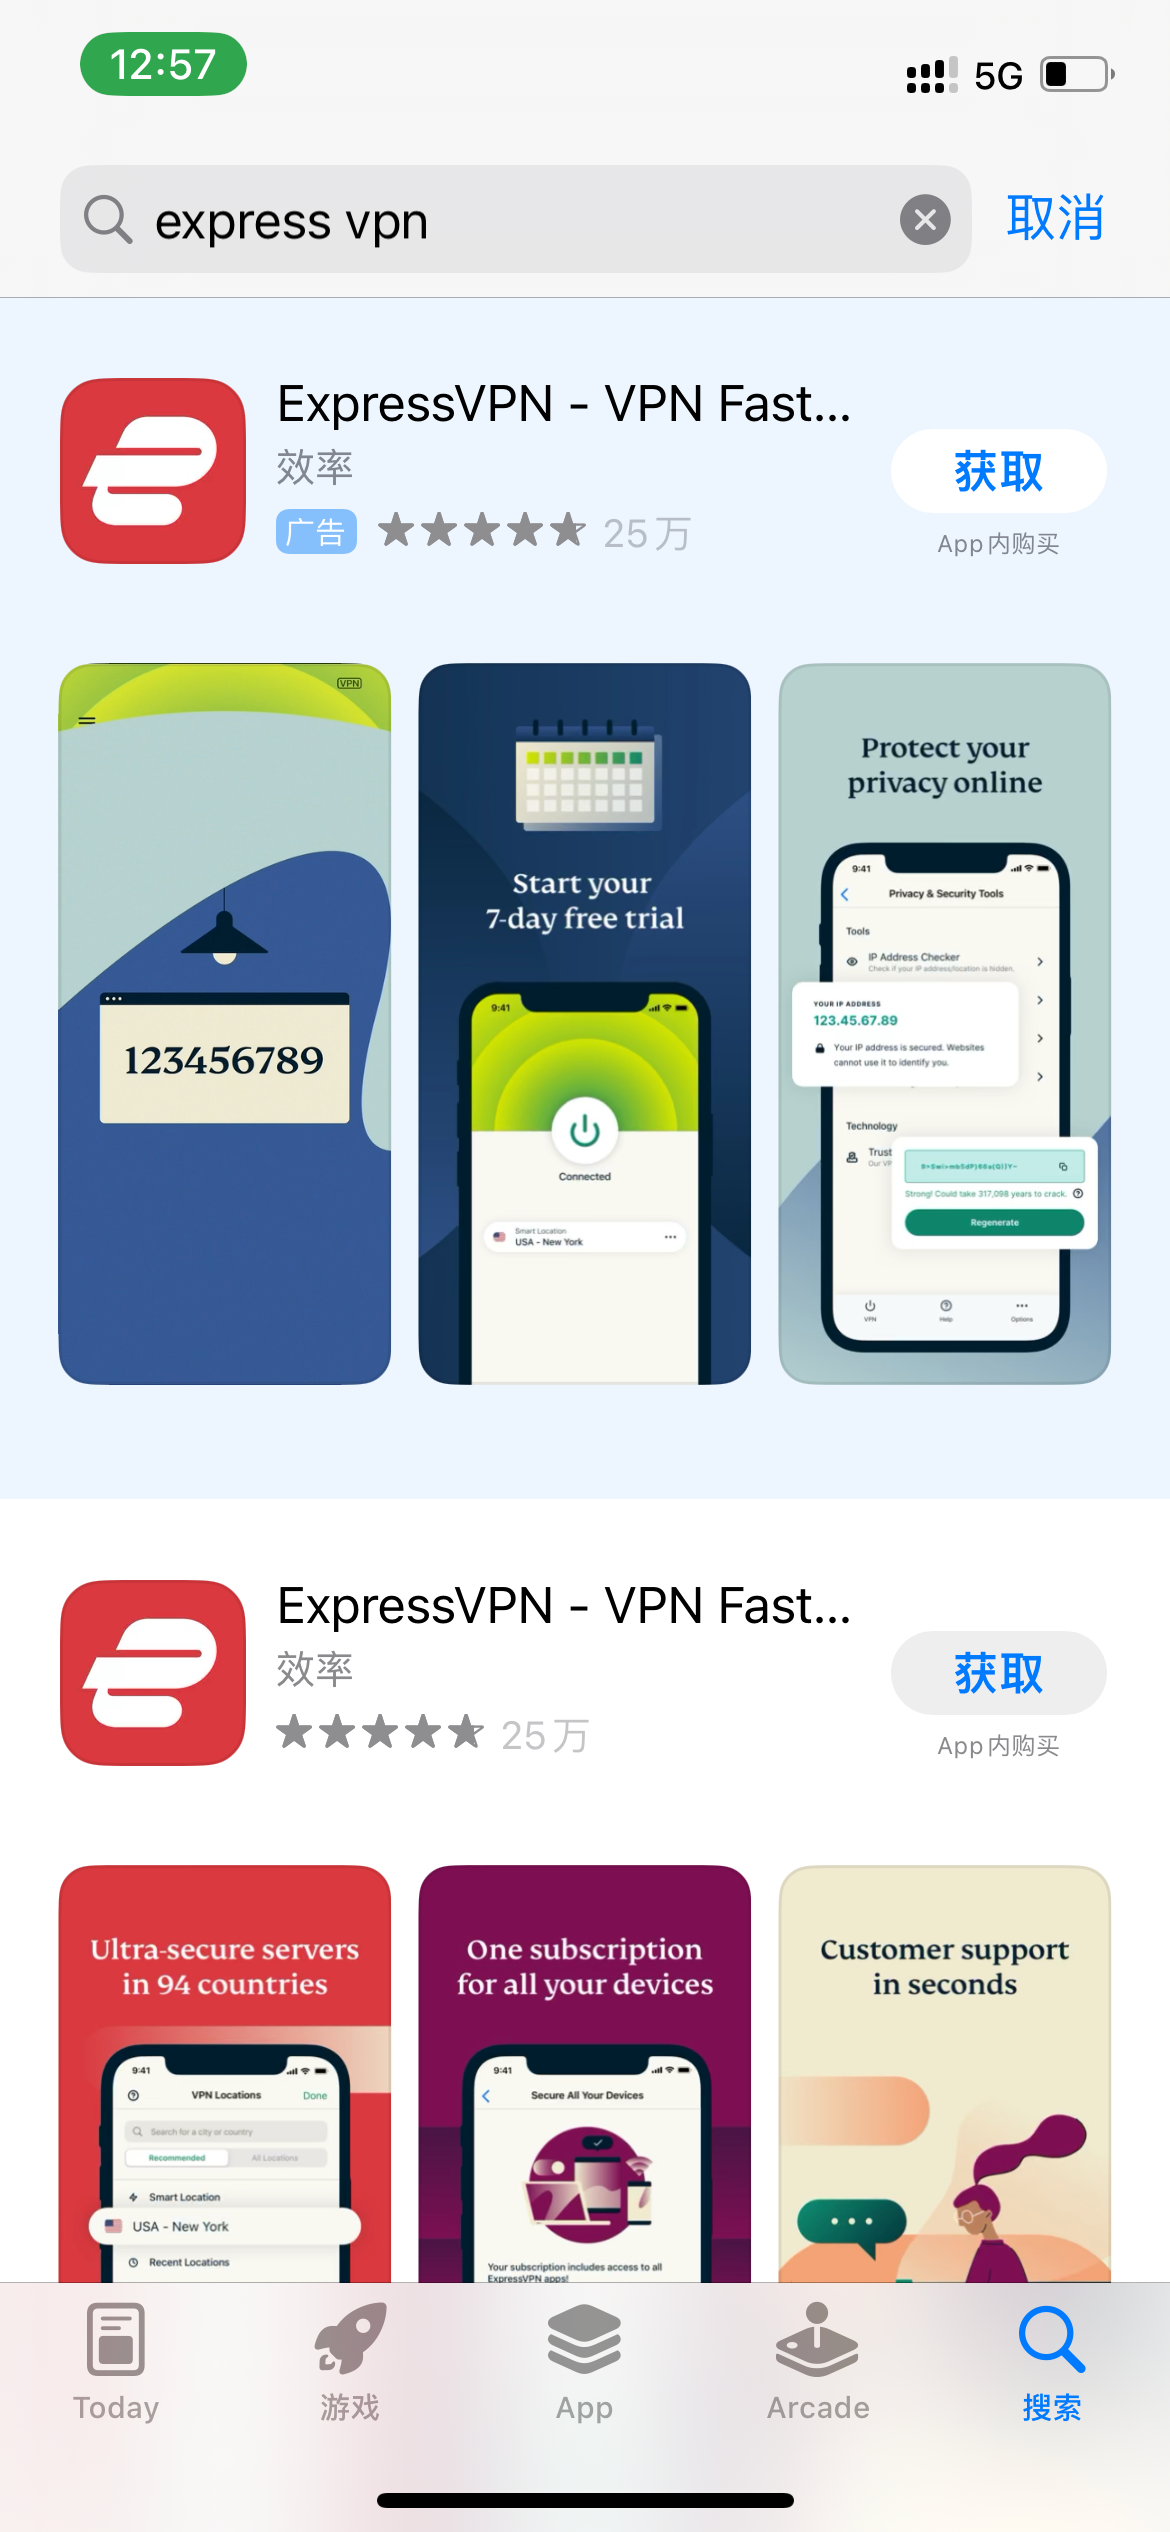 12:57
5G
express vpn
取消
ExpressVPN - VPN Fast...
效率
获取
广告
25万
App内购买
VPN
123456789
Start your
7-day free trial
9:41
Connected
Smart Location
USA - New York
Protect your
privacy online
9:41
Privacy & Security Tools
Tools
IP Address Checker
Check if your IP address/location is hidden.
YOUR IP ADDRESS
123.45.67.89
Your IP address is secured. Websites
cannot use it to identify you.
Technology
Trust
Our VP
Strong! Could take 317,098 years to crack.
Regenerate
VPN
Help
Options
ExpressVPN - VPN Fast...
效率
获取
25万
App内购买
Ultra-secure servers
in 94 countries
9:41
VPN Locations
Done
Search for a city or country
Recommended
All Locations
Smart Location
USA - New York
Recent Locations
One subscription
for all your devices
9:41
Secure All Your Devices
Your subscription includes access to all
ExpressVPN apps!
Customer support
in seconds
Today
游戏
App
Arcade
搜索